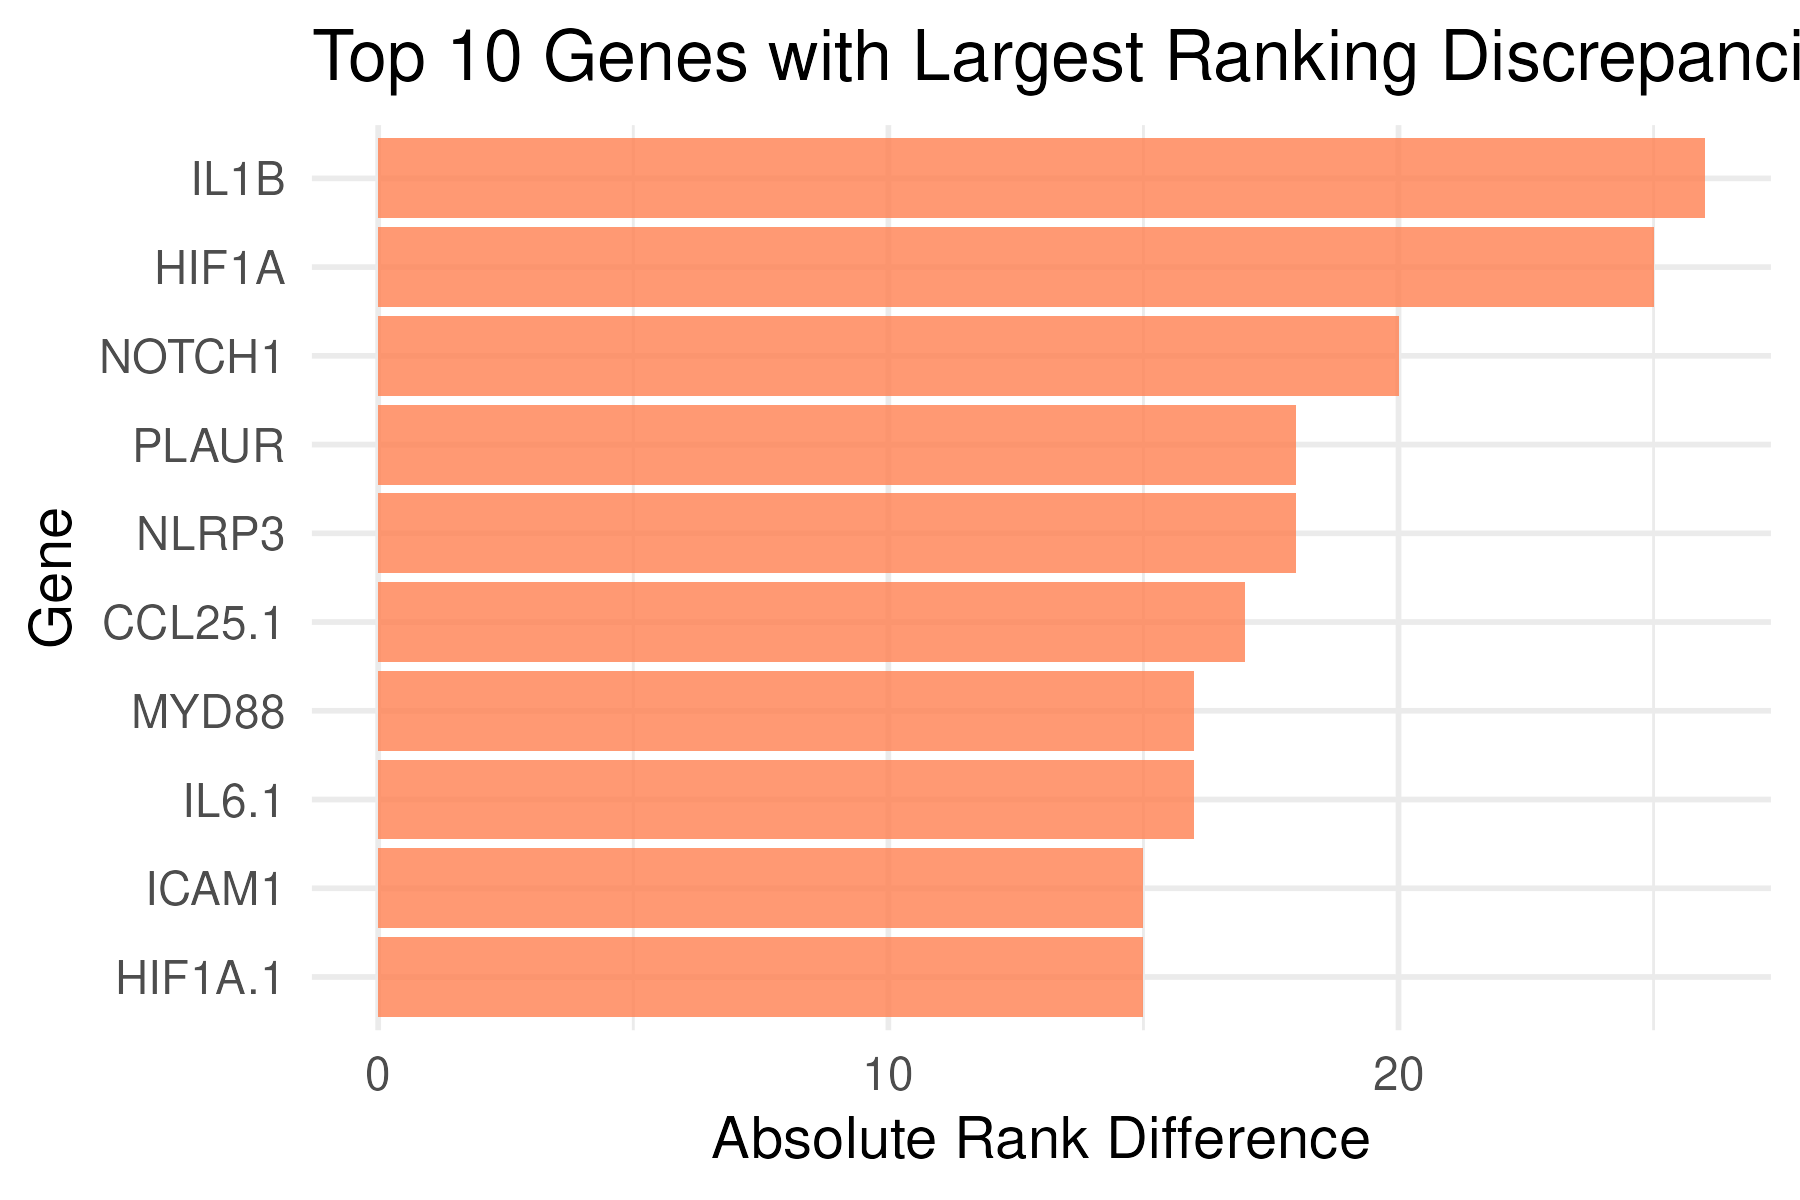 Top 10 Genes with Largest Ranking Discrepanci
IL1B
HIF1A
NOTCH1
PLAUR
NLRP3
CCL25.1
MYD88
IL6.1
ICAM1
HIF1A.1
Gene
0 10 20
Absolute Rank Difference